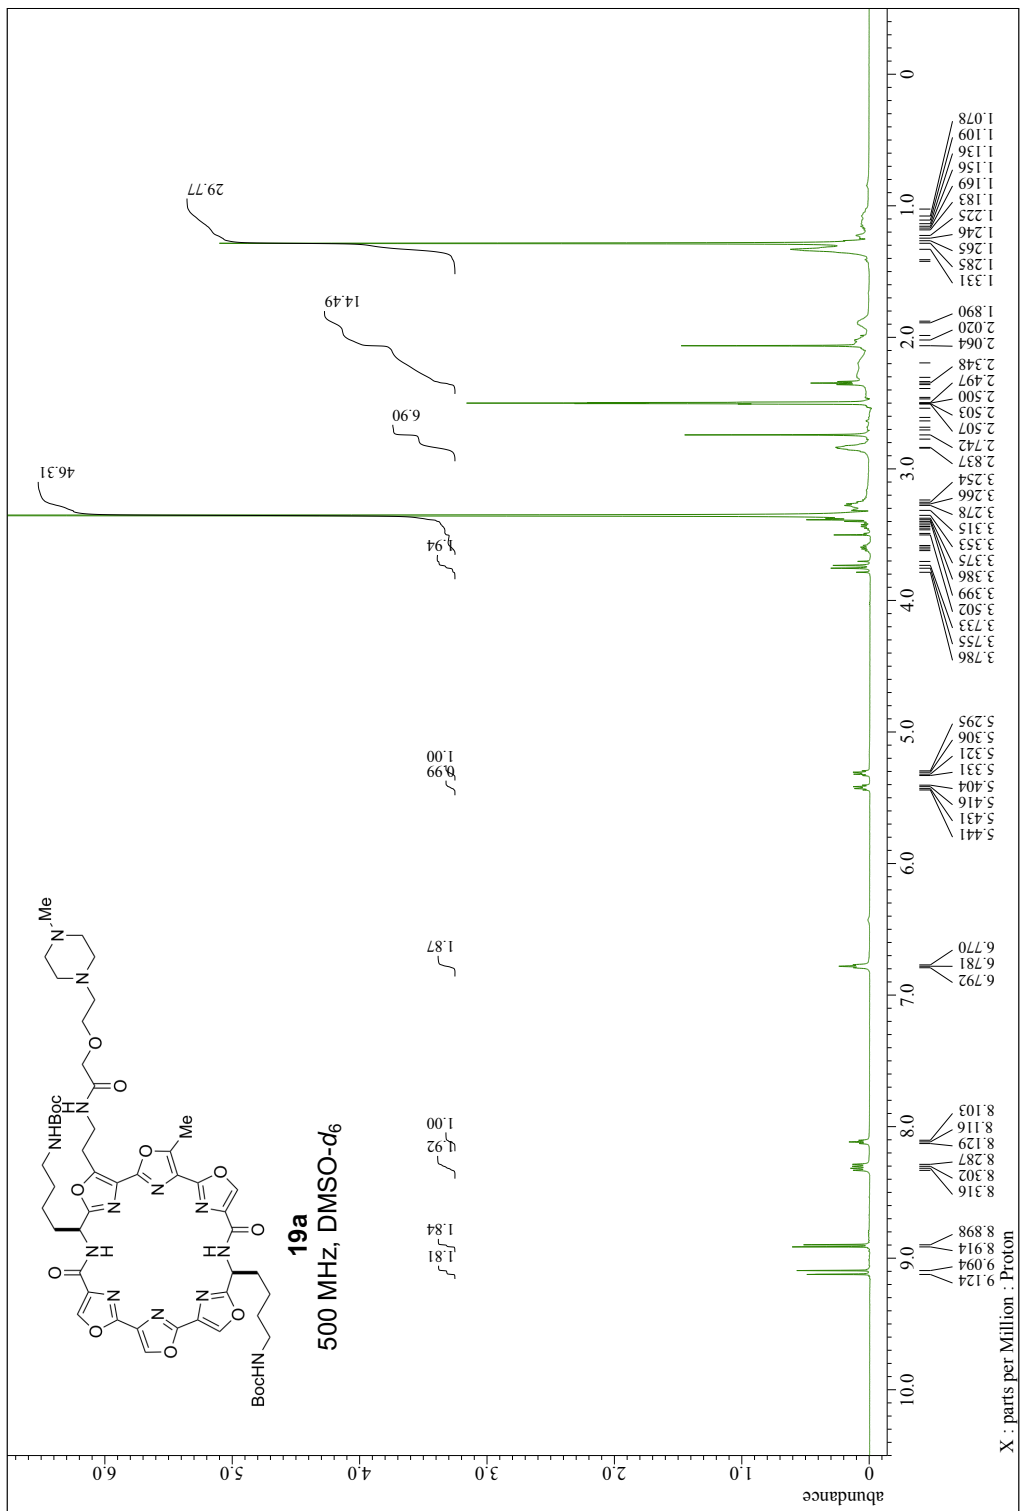 abundance
0
1.0
2.0
3.0
4.0
5.0
6.0
10.0
9.0
8.0
7.0
6.0
5.0
4.0
3.0
2.0
1.0
0
X : parts per Million : Proton
1.81
1.84
1.92
1.00
1.87
0.99
1.00
1.94
46.31
6.90
14.49
29.77
9.124
9.094
8.914
8.898
8.316
8.302
8.287
8.129
8.116
8.103
6.792
6.781
6.770
5.441
5.431
5.416
5.404
5.331
5.321
5.306
5.295
3.786
3.755
3.733
3.502
3.399
3.386
3.375
3.353
3.315
3.278
3.266
3.254
2.837
2.742
2.507
2.503
2.500
2.497
2.348
2.064
2.020
1.890
1.331
1.285
1.265
1.246
1.225
1.183
1.169
1.156
1.136
1.109
1.078
N
Me
N
O
O
N
H
NHBoc
O
N
O
N
Me
O
N
O
N
H
O
N
H
O
N
O
N
O
N
O
BocHN
19a
500 MHz, DMSO-d6